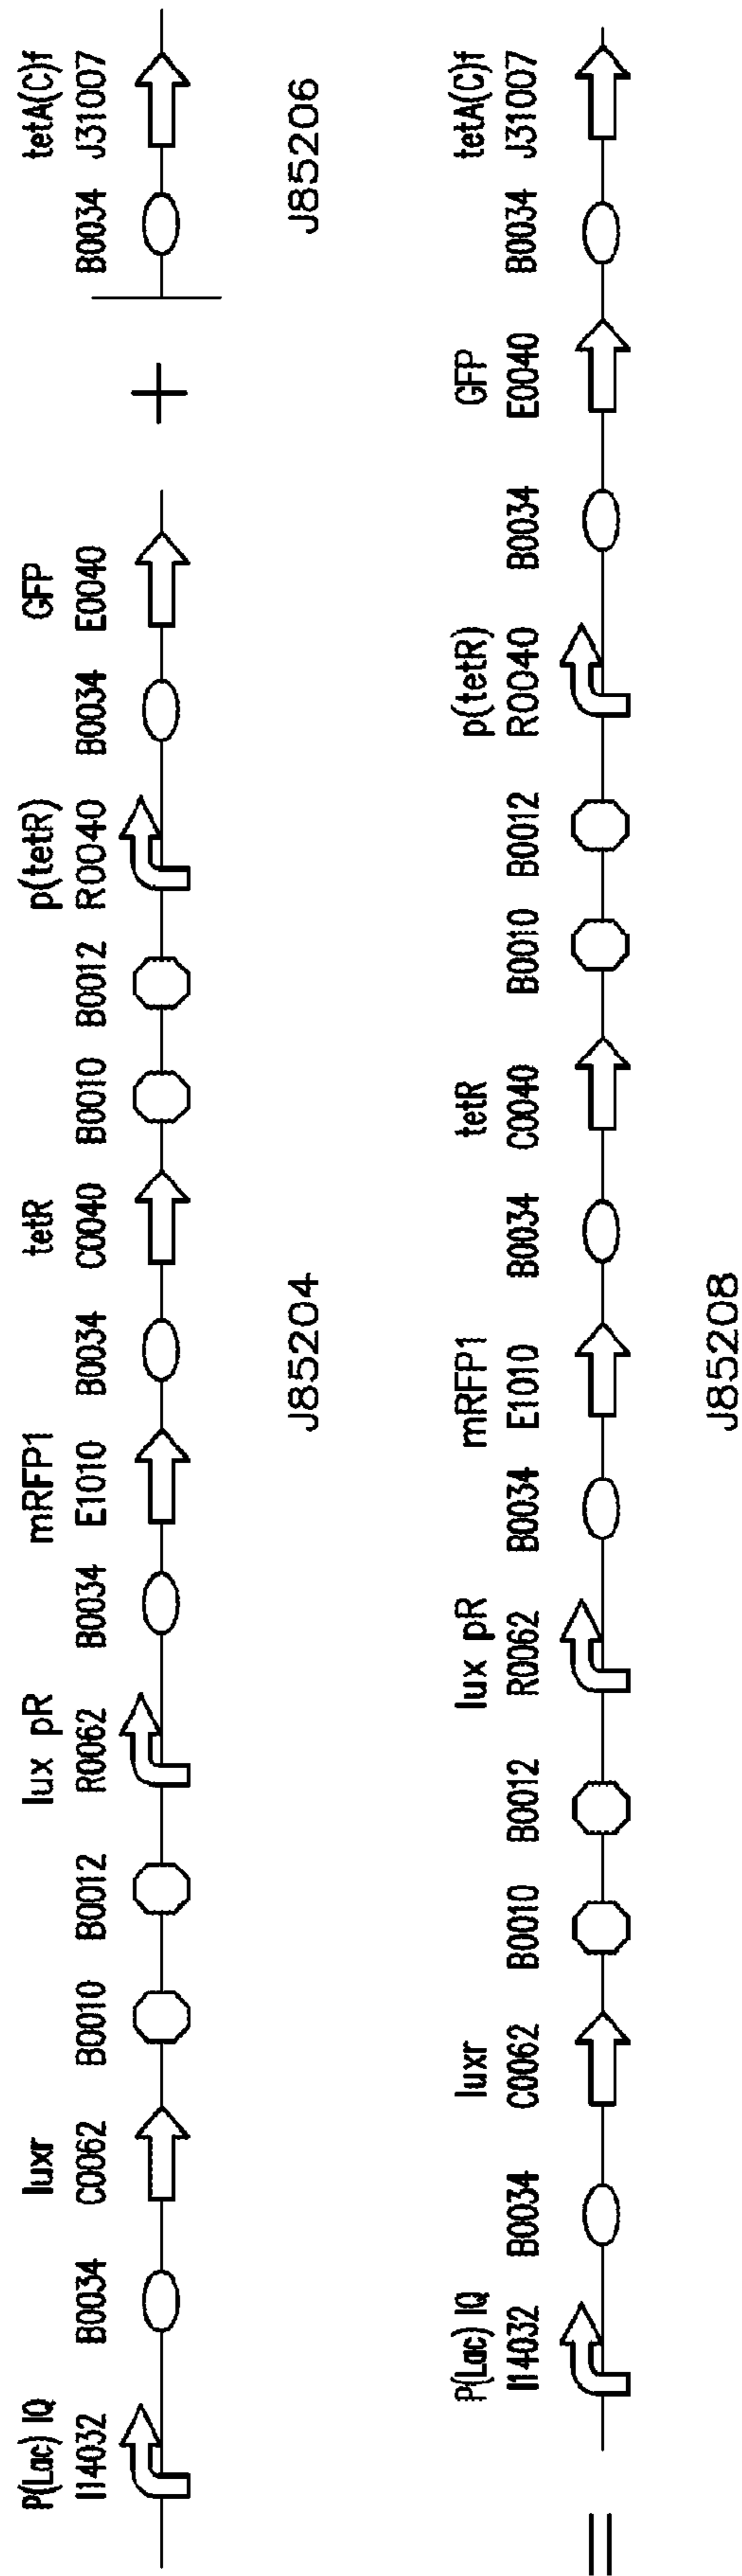 P(Lac) IQ luxr lux pR mRFP1 tetR p(tetR) GFP tetA(C)f
I14032 B0034 C0062 B0010 B0012 R0062 B0034 E1010 B0034 C0040 B0010 B0012 R0040 B0034 E0040 + B0034 J31007
J85204 J85206
P(Lac) IQ luxr lux pR mRFP1 tetR p(tetR) GFP tetA(C)f
I14032 B0034 C0062 B0010 B0012 R0062 B0034 E1010 B0034 C0040 B0010 B0012 R0040 B0034 E0040 B0034 J31007
=
J85208